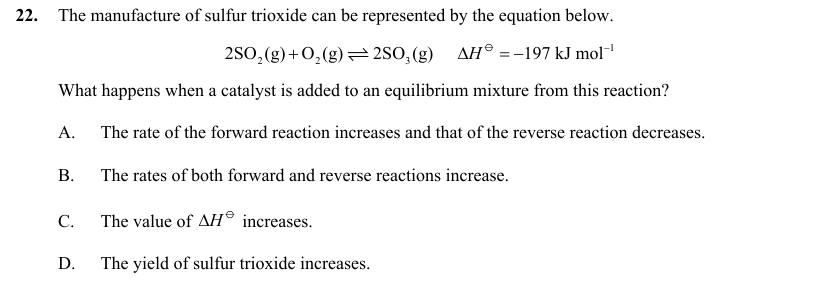 22. The manufacture of sulfur trioxide can be represented by the equation below.
2SO₂(g)+O₂(g)⇌2SO₃(g) ΔH⊖ = −197 kJ mol⁻¹
What happens when a catalyst is added to an equilibrium mixture from this reaction?
A. The rate of the forward reaction increases and that of the reverse reaction decreases.
B. The rates of both forward and reverse reactions increase.
C. The value of ΔH⊖ increases.
D. The yield of sulfur trioxide increases.